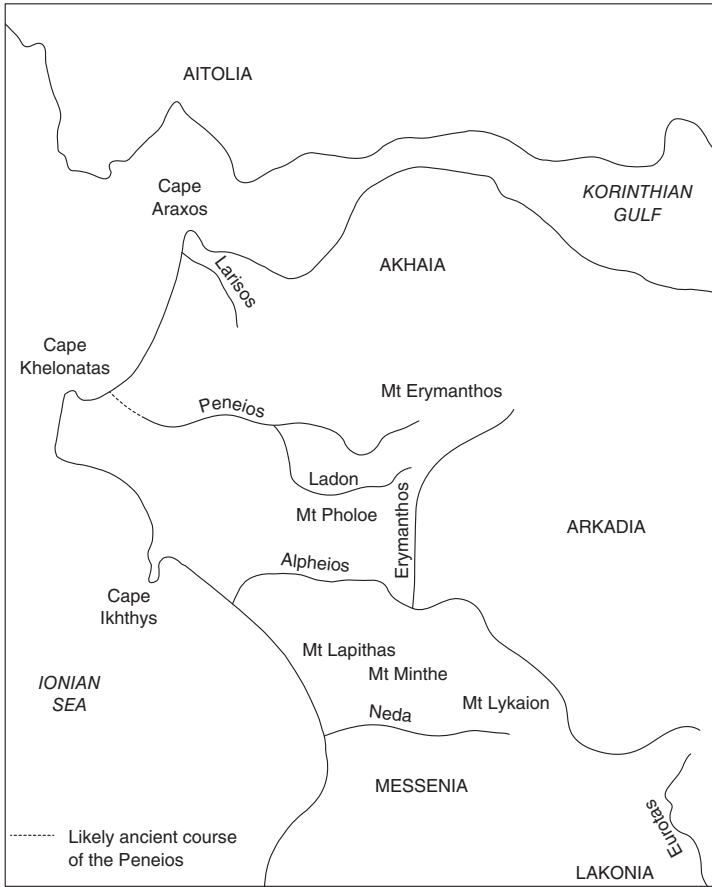 AITOLIA
Cape
Araxos
KORINTHIAN
GULF
Larisos
AKHAIA
Cape
Khelonatas
Peneios
Mt Erymanthos
Ladon
Mt Pholoe
Erymanthos
ARKADIA
Alpheios
Cape
Ikhthys
Mt Lapithas
Mt Minthe
IONIAN
SEA
Mt Lykaion
Neda
MESSENIA
Eurotas
Likely ancient course
of the Peneios
LAKONIA